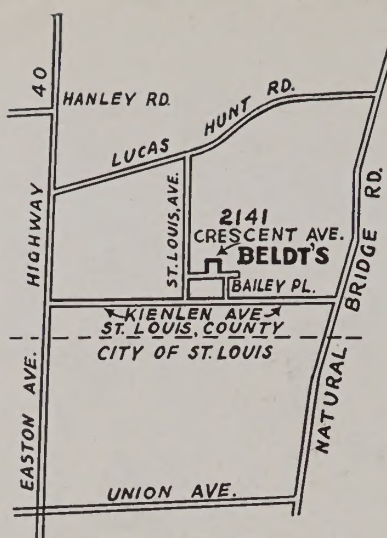 HIGHWAY 40
HANLEY RD.
LUCAS HUNT RD.
ST. LOUIS, AVE.
2141
CRESCENT AVE.
BELDT'S
BAILEY PL.
KIENLEN AVE
ST. LOUIS, COUNTY
CITY OF ST. LOUIS
NATURAL BRIDGE RD.
EASTON AVE.
UNION AVE.